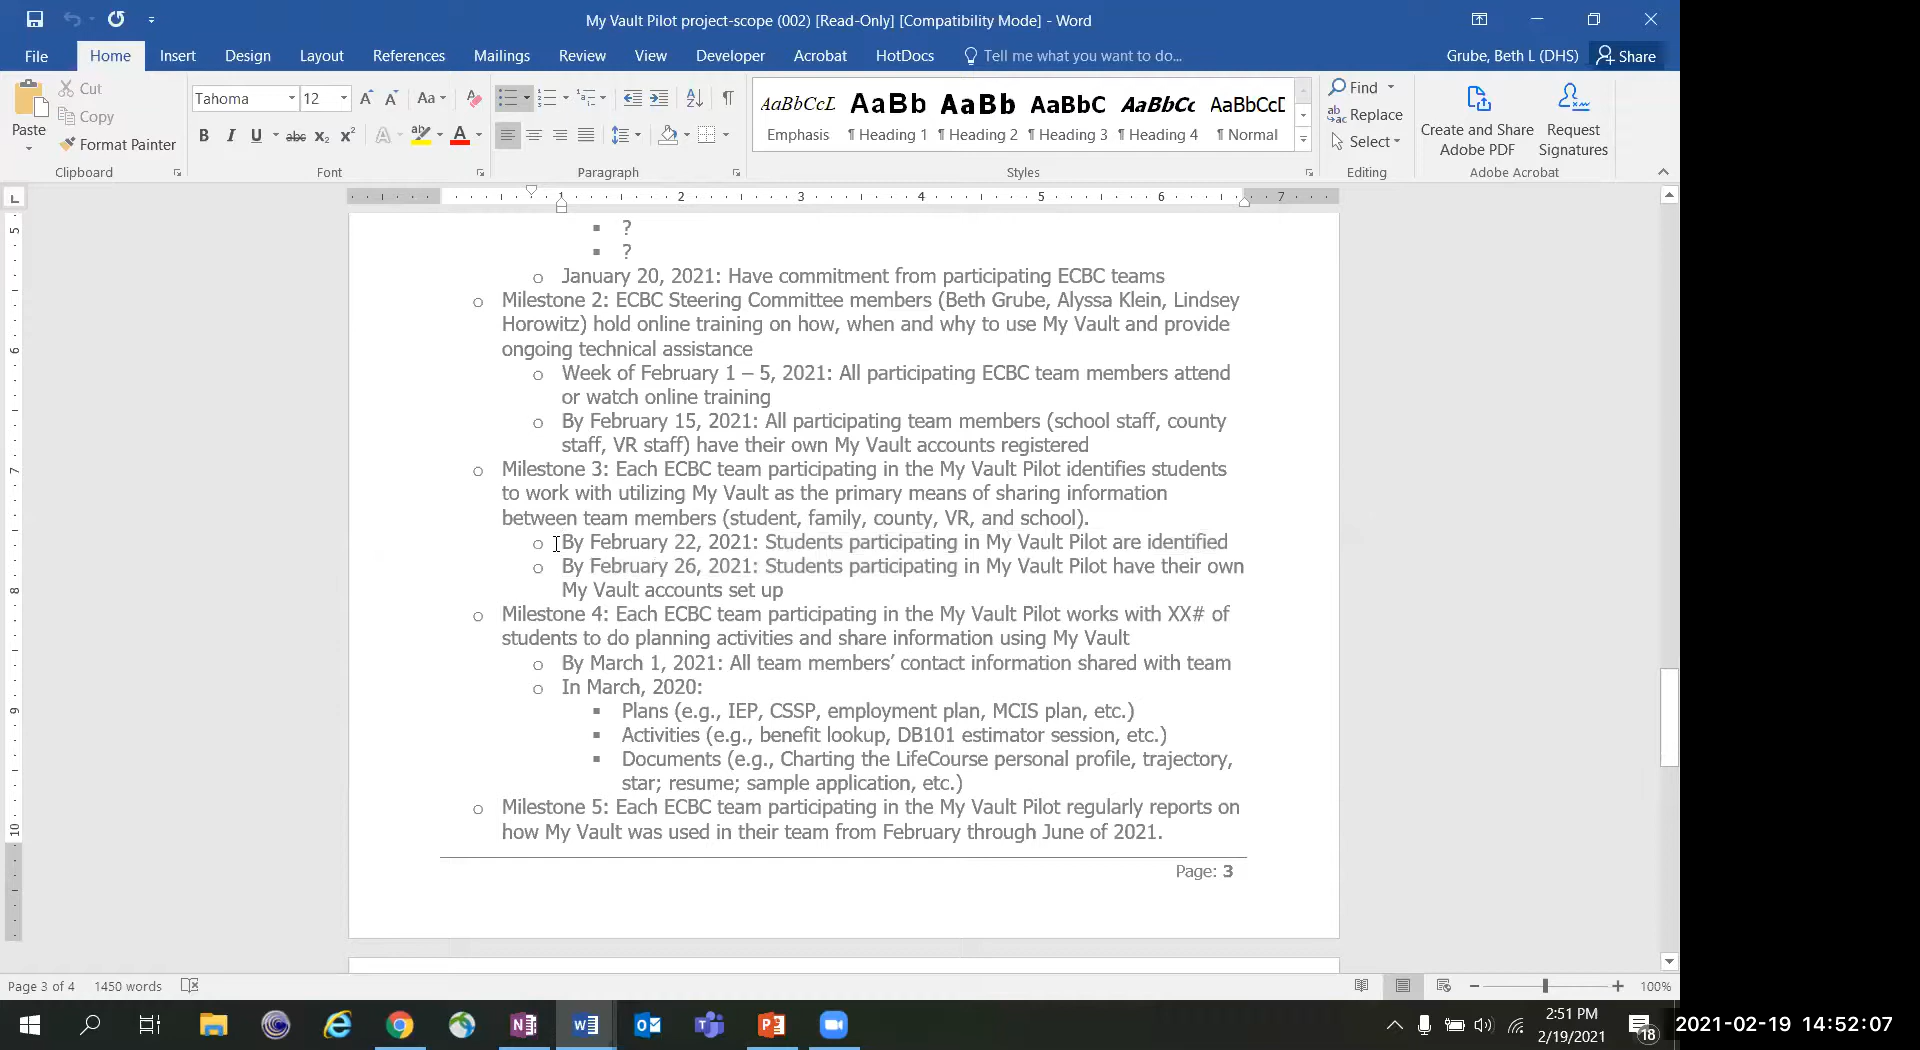 My Vault Pilot project-scope (002) [Read-Only] [Compatibility Mode] - Word
File Home Insert Design Layout References Mailings Review View Developer Acrobat HotDocs Tell me what you want to do... Grube, Beth L (DHS) Share
Paste
Cut
Copy
Format Painter
Clipboard
Tahoma 12
Font
Paragraph
AaBbCcD AaBb AaBb AaBbC AaBbCc AaBbCcD
Emphasis ¶ Heading 1 ¶ Heading 2 ¶ Heading 3 ¶ Heading 4 ¶ Normal
Styles
Find
Replace
Select
Editing
Create and Share
Adobe PDF
Request
Signatures
Adobe Acrobat
1 2 3 4 5 6 7
5
6
7
8
9
10
▪ ?
▪ ?
o January 20, 2021: Have commitment from participating ECBC teams
o Milestone 2: ECBC Steering Committee members (Beth Grube, Alyssa Klein, Lindsey
Horowitz) hold online training on how, when and why to use My Vault and provide
ongoing technical assistance
o Week of February 1 – 5, 2021: All participating ECBC team members attend
or watch online training
o By February 15, 2021: All participating team members (school staff, county
staff, VR staff) have their own My Vault accounts registered
o Milestone 3: Each ECBC team participating in the My Vault Pilot identifies students
to work with utilizing My Vault as the primary means of sharing information
between team members (student, family, county, VR, and school).
o By February 22, 2021: Students participating in My Vault Pilot are identified
o By February 26, 2021: Students participating in My Vault Pilot have their own
My Vault accounts set up
o Milestone 4: Each ECBC team participating in the My Vault Pilot works with XX# of
students to do planning activities and share information using My Vault
o By March 1, 2021: All team members’ contact information shared with team
o In March, 2020:
▪ Plans (e.g., IEP, CSSP, employment plan, MCIS plan, etc.)
▪ Activities (e.g., benefit lookup, DB101 estimator session, etc.)
▪ Documents (e.g., Charting the LifeCourse personal profile, trajectory,
star; resume; sample application, etc.)
o Milestone 5: Each ECBC team participating in the My Vault Pilot regularly reports on
how My Vault was used in their team from February through June of 2021.
Page: 3
Page 3 of 4 1450 words 100%
2:51 PM
2/19/2021
18
2021-02-19 14:52:07